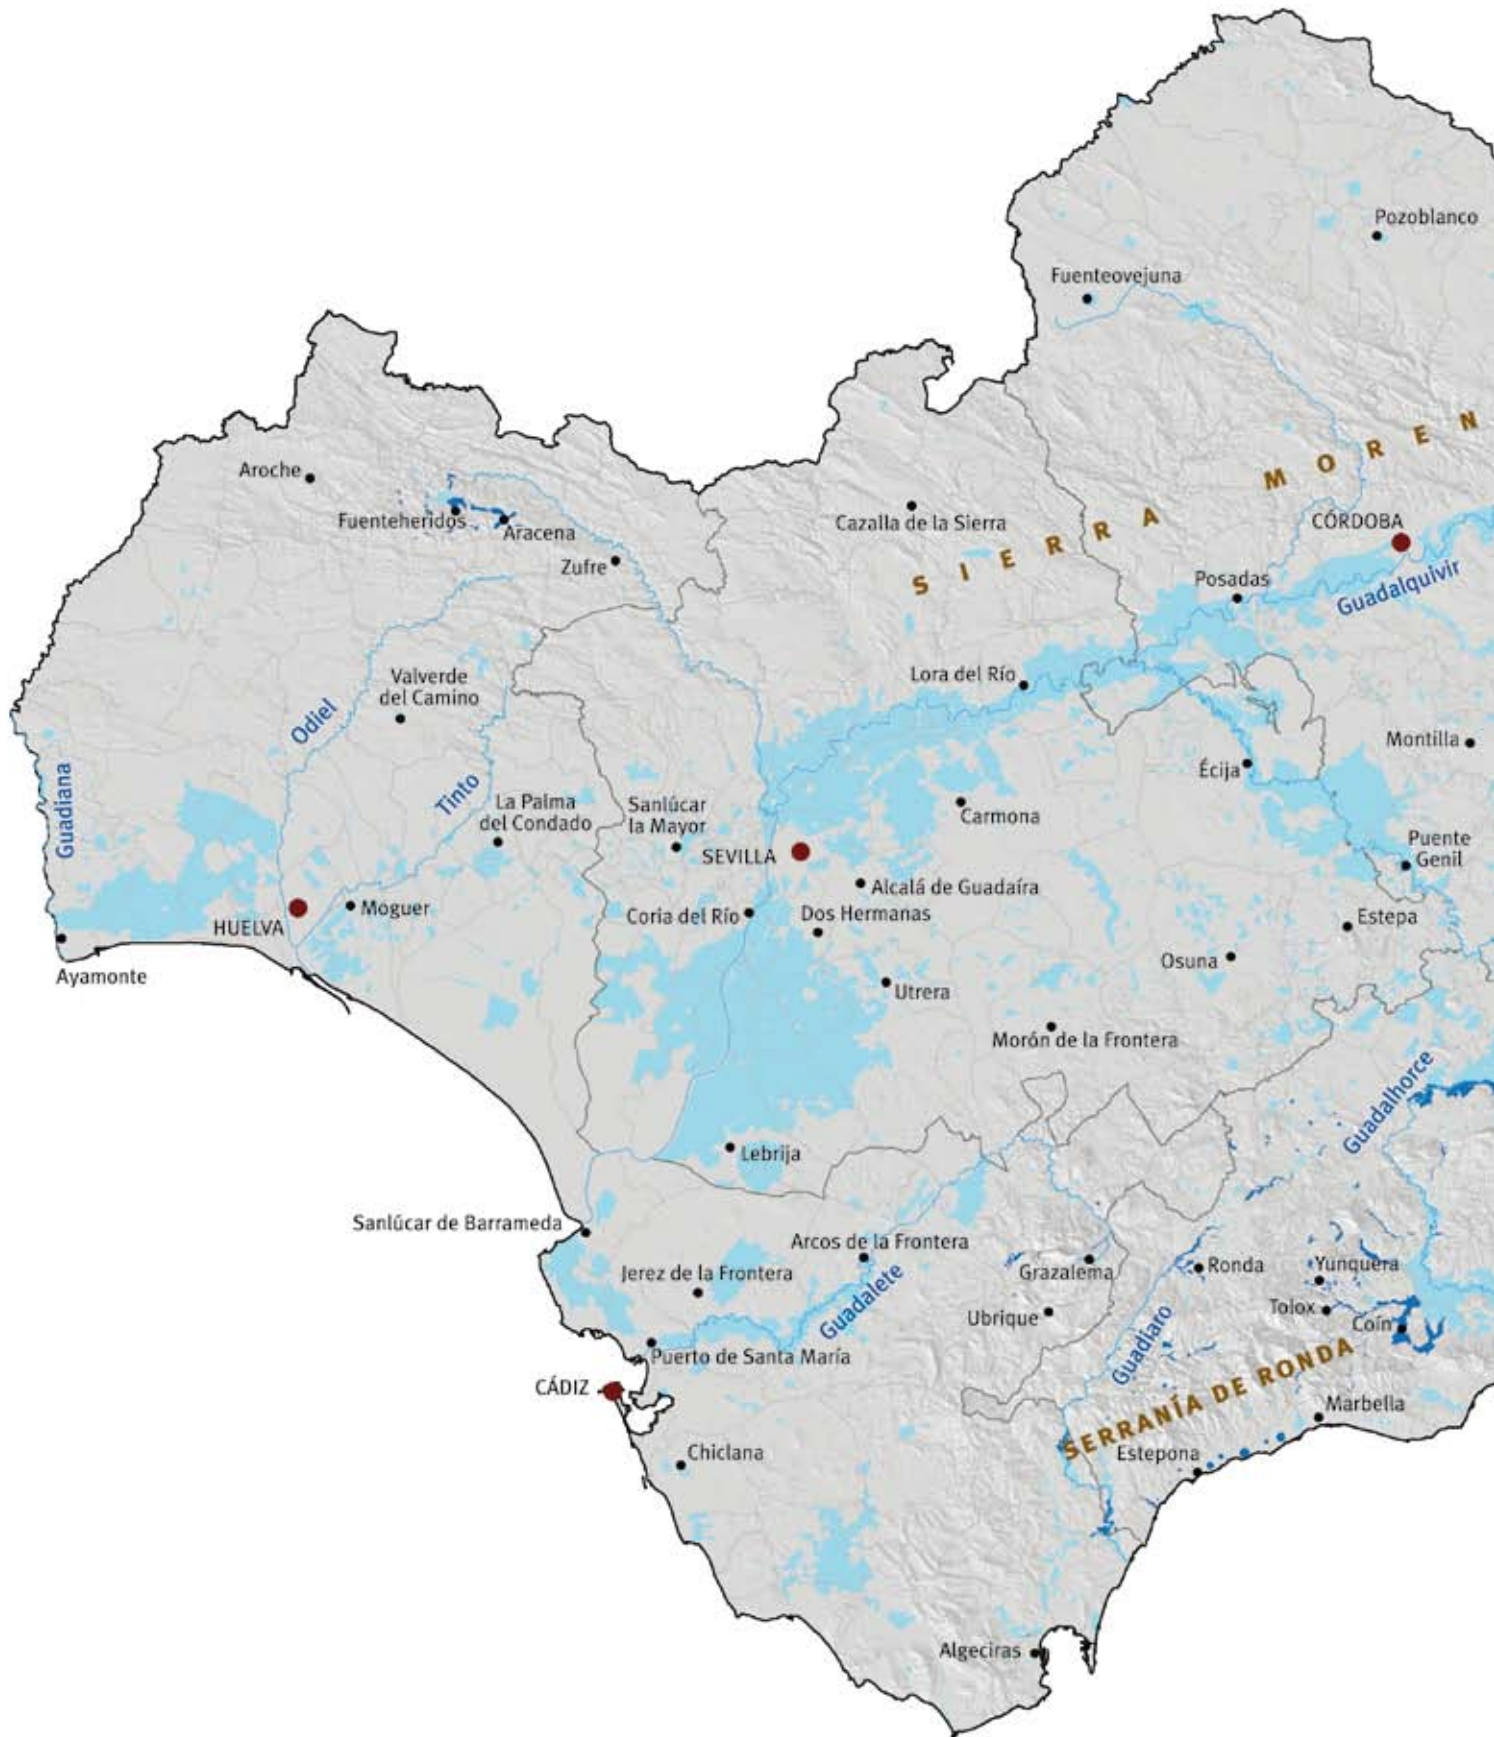 Pozoblanco
Fuenteovejuna
SIERRA MOREN
Aroche
Fuenteheridos
Aracena
Zufre
Cazalla de la Sierra
CÓRDOBA
Posadas
Guadalquivir
Valverde
del Camino
Lora del Río
Odiel
Montilla
Écija
Guadiana
Tinto
La Palma
del Condado
Sanlúcar
la Mayor
Carmona
SEVILLA
Puente
Genil
Alcalá de Guadaíra
HUELVA
Moguer
Coria del Río
Dos Hermanas
Estepa
Ayamonte
Osuna
Utrera
Morón de la Frontera
Guadalhorce
Lebrija
Sanlúcar de Barrameda
Arcos de la Frontera
Jerez de la Frontera
Grazalema
Ronda
Yunquera
Guadalete
Ubrique
Tolox
Coín
Guadiaro
Puerto de Santa María
CÁDIZ
SERRANÍA DE RONDA
Marbella
Chiclana
Estepona
Algeciras